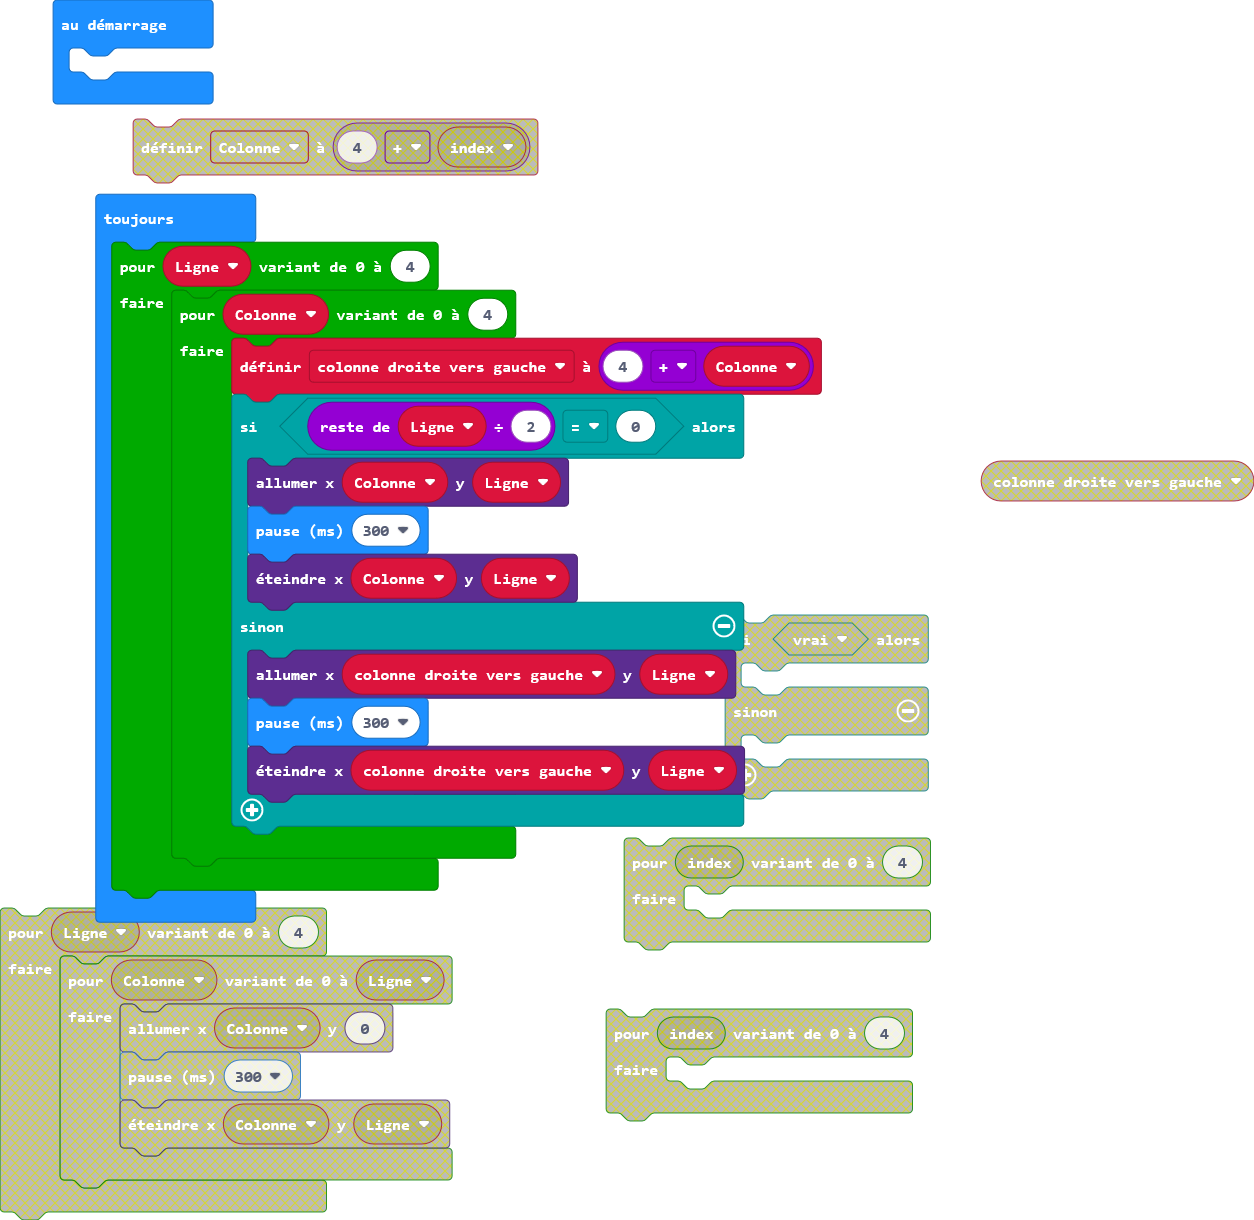 au démarrage
définir Colonne à 4 + index
toujours
pour Ligne variant de 0 à 4
faire
pour Colonne variant de 0 à 4
faire
définir colonne droite vers gauche à 4 + Colonne
si reste de Ligne ÷ 2 = 0 alors
allumer x Colonne y Ligne
colonne droite vers gauche
pause (ms) 300
éteindre x Colonne y Ligne
sinon
i vrai alors
allumer x colonne droite vers gauche y Ligne
pause (ms) 300
sinon
éteindre x colonne droite vers gauche y Ligne
pour index variant de 0 à 4
faire
pour Ligne variant de 0 à 4
faire
pour Colonne variant de 0 à Ligne
faire
allumer x Colonne y 0
pause (ms) 300
éteindre x Colonne y Ligne
pour index variant de 0 à 4
faire